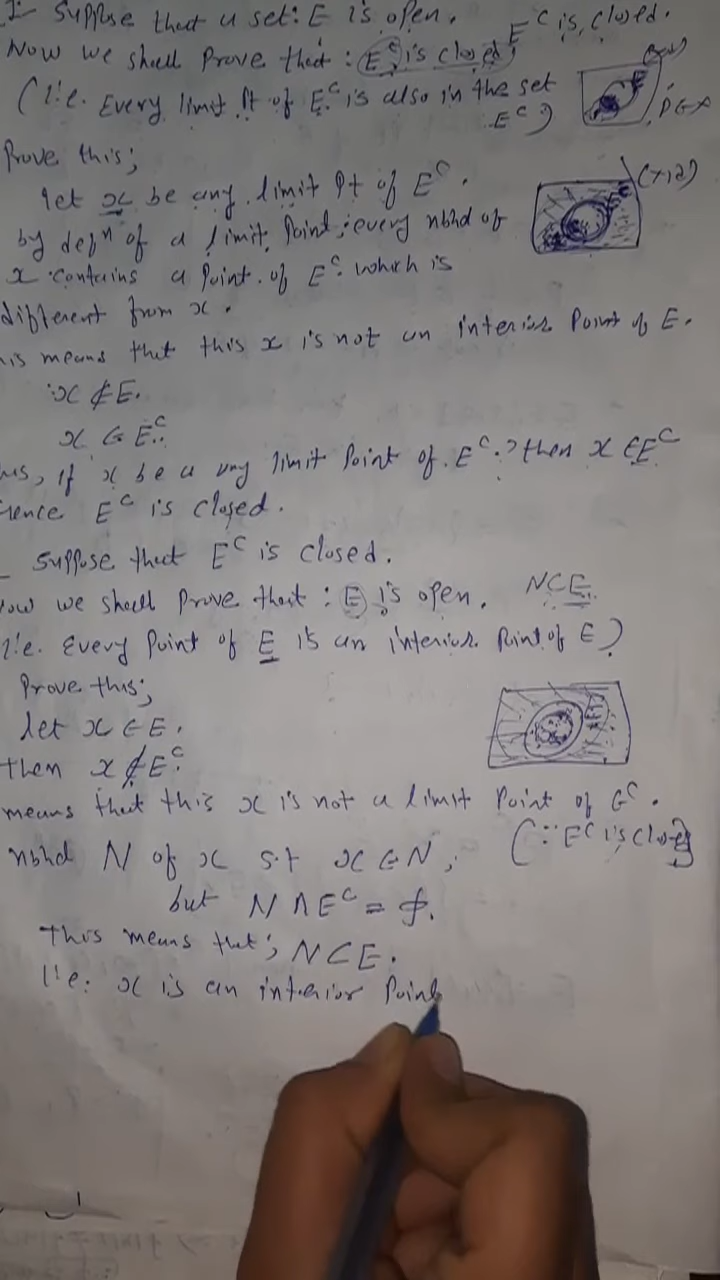 I- Suppose that a set: E is open. E^C is closed.
Now we shall Prove that: E^C is closed
(i.e. Every limit Pt of E^C is also in the set
E^C)
Prove this;
let x be any limit Pt of E^C.
by defn of a limit Point, every nbhd of
x contains a Point of E^C which is
different from x.
is means that this x is not an interior Point of E.
x ∉ E.
x ∈ E^C.
us, if x be a any limit Point of E^C, then x ∈ E^C
Hence E^C is closed.
Suppose that E^C is closed.
Now we shall Prove that: E is open. N⊂E
i.e. Every Point of E is an interior Point of E)
Prove this;
let x ∈ E.
then x ∉ E^C
means that this x is not a limit Point of E^C.
(∵ E^C is closed)
nbhd N of x s.t x ∈ N,
but N ∩ E^C = ϕ.
This means that; N ⊂ E.
i.e. x is an interior Point